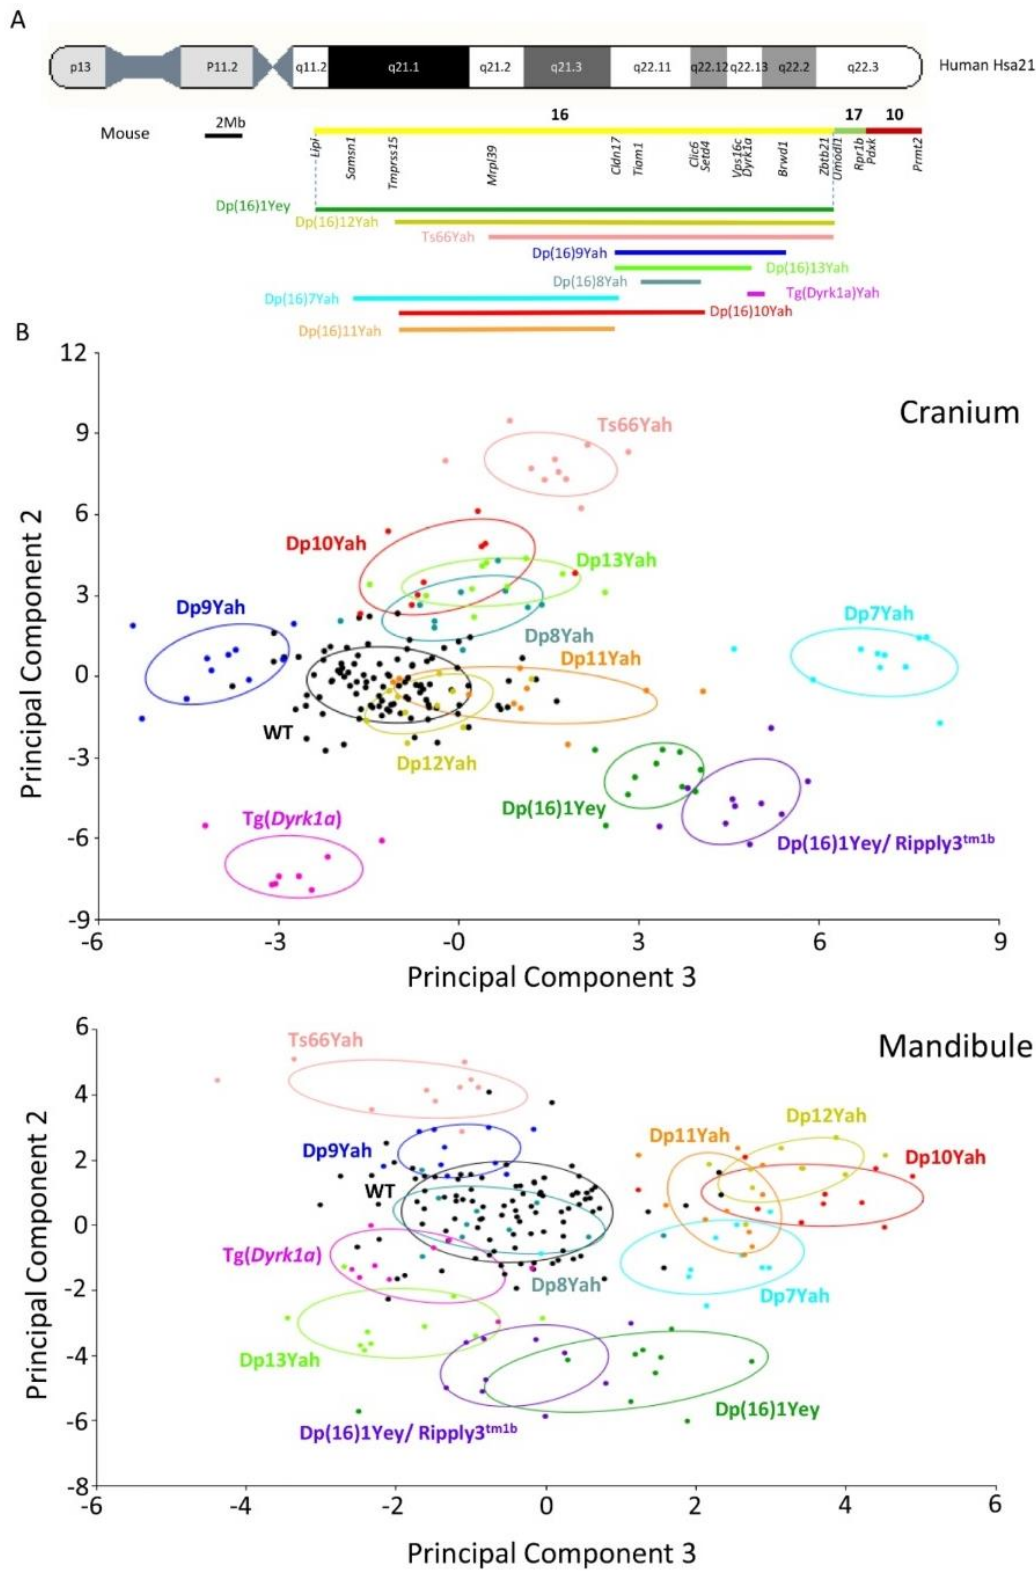 A
p13 P11.2 q11.2 q21.1 q21.2 q21.3 q22.11 q22.12 q22.13 q22.2 q22.3 Human Hsa21
Mouse 2Mb 16 17 10
Lipi Samsn1 Tmprss15 Mrpl39 Cldn17 Tiam1 Clic6 Setd4 Vps16c Dyrk1a Brwd1 Zbtb21 Umodl1 Rpr1b Pdxk Prmt2
Dp(16)1Yey
Dp(16)12Yah
Ts66Yah
Dp(16)9Yah
Dp(16)13Yah
Dp(16)8Yah
Dp(16)7Yah Tg(Dyrk1a)Yah
Dp(16)10Yah
Dp(16)11Yah
B
12
9
6
3
0
-3
-6
-9
Principal Component 2
Cranium
Ts66Yah
Dp10Yah
Dp13Yah
Dp9Yah
Dp7Yah
Dp8Yah
Dp11Yah
WT
Dp12Yah
Dp(16)1Yey
Tg(Dyrk1a)
Dp(16)1Yey/ Ripply3tm1b
-6 -3 -0 3 6 9
Principal Component 3
6
4
2
0
-2
-4
-6
-8
Principal Component 2
Mandibule
Ts66Yah
Dp12Yah
Dp11Yah
Dp9Yah
Dp10Yah
WT
Tg(Dyrk1a)
Dp8Yah
Dp7Yah
Dp13Yah
Dp(16)1Yey
Dp(16)1Yey/ Ripply3tm1b
-6 -4 -2 0 2 4 6
Principal Component 3